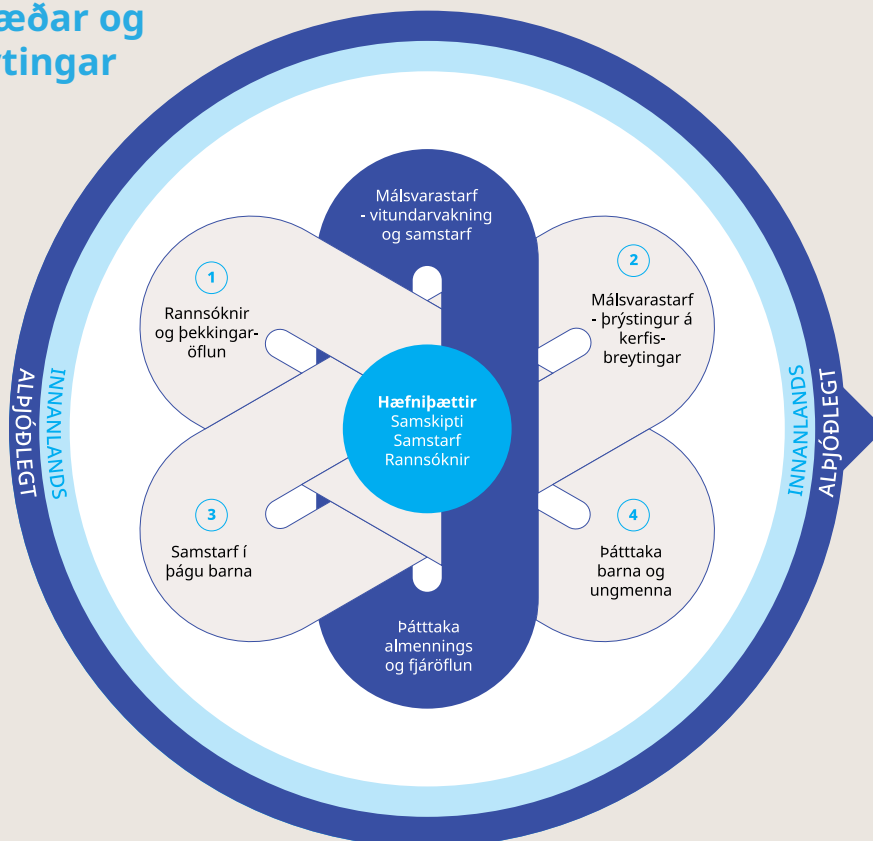 æðar og
tingar
Málsvarastarf
- vitundarvakning
og samstarf
1
Rannsóknir
og þekkingar-
öflun
2
Málsvarastarf
- þrýstingur á
kerfis-
breytingar
Hæfniþættir
Samskipti
Samstarf
Rannsóknir
3
Samstarf í
þágu barna
4
Þátttaka
barna og
ungmenna
Þátttaka
almennings
og fjáröflun
ALÞJÓÐLEGT
INNANLANDS
INNANLANDS
ALÞJÓÐLEGT